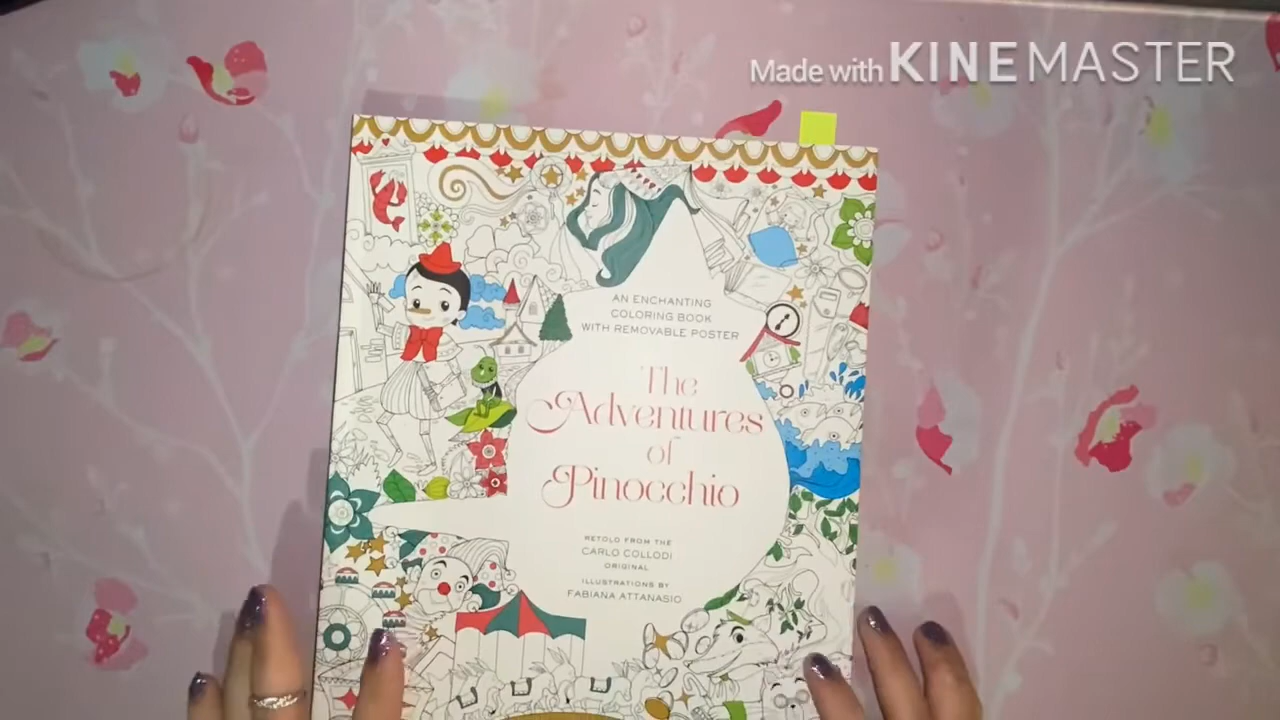 Made with KINEMASTER
AN ENCHANTING
COLORING BOOK
WITH REMOVABLE POSTER
The
Adventures
of
Pinocchio
RETOLD FROM THE
CARLO COLLODI
ORIGINAL
ILLUSTRATIONS BY
FABIANA ATTANASIO